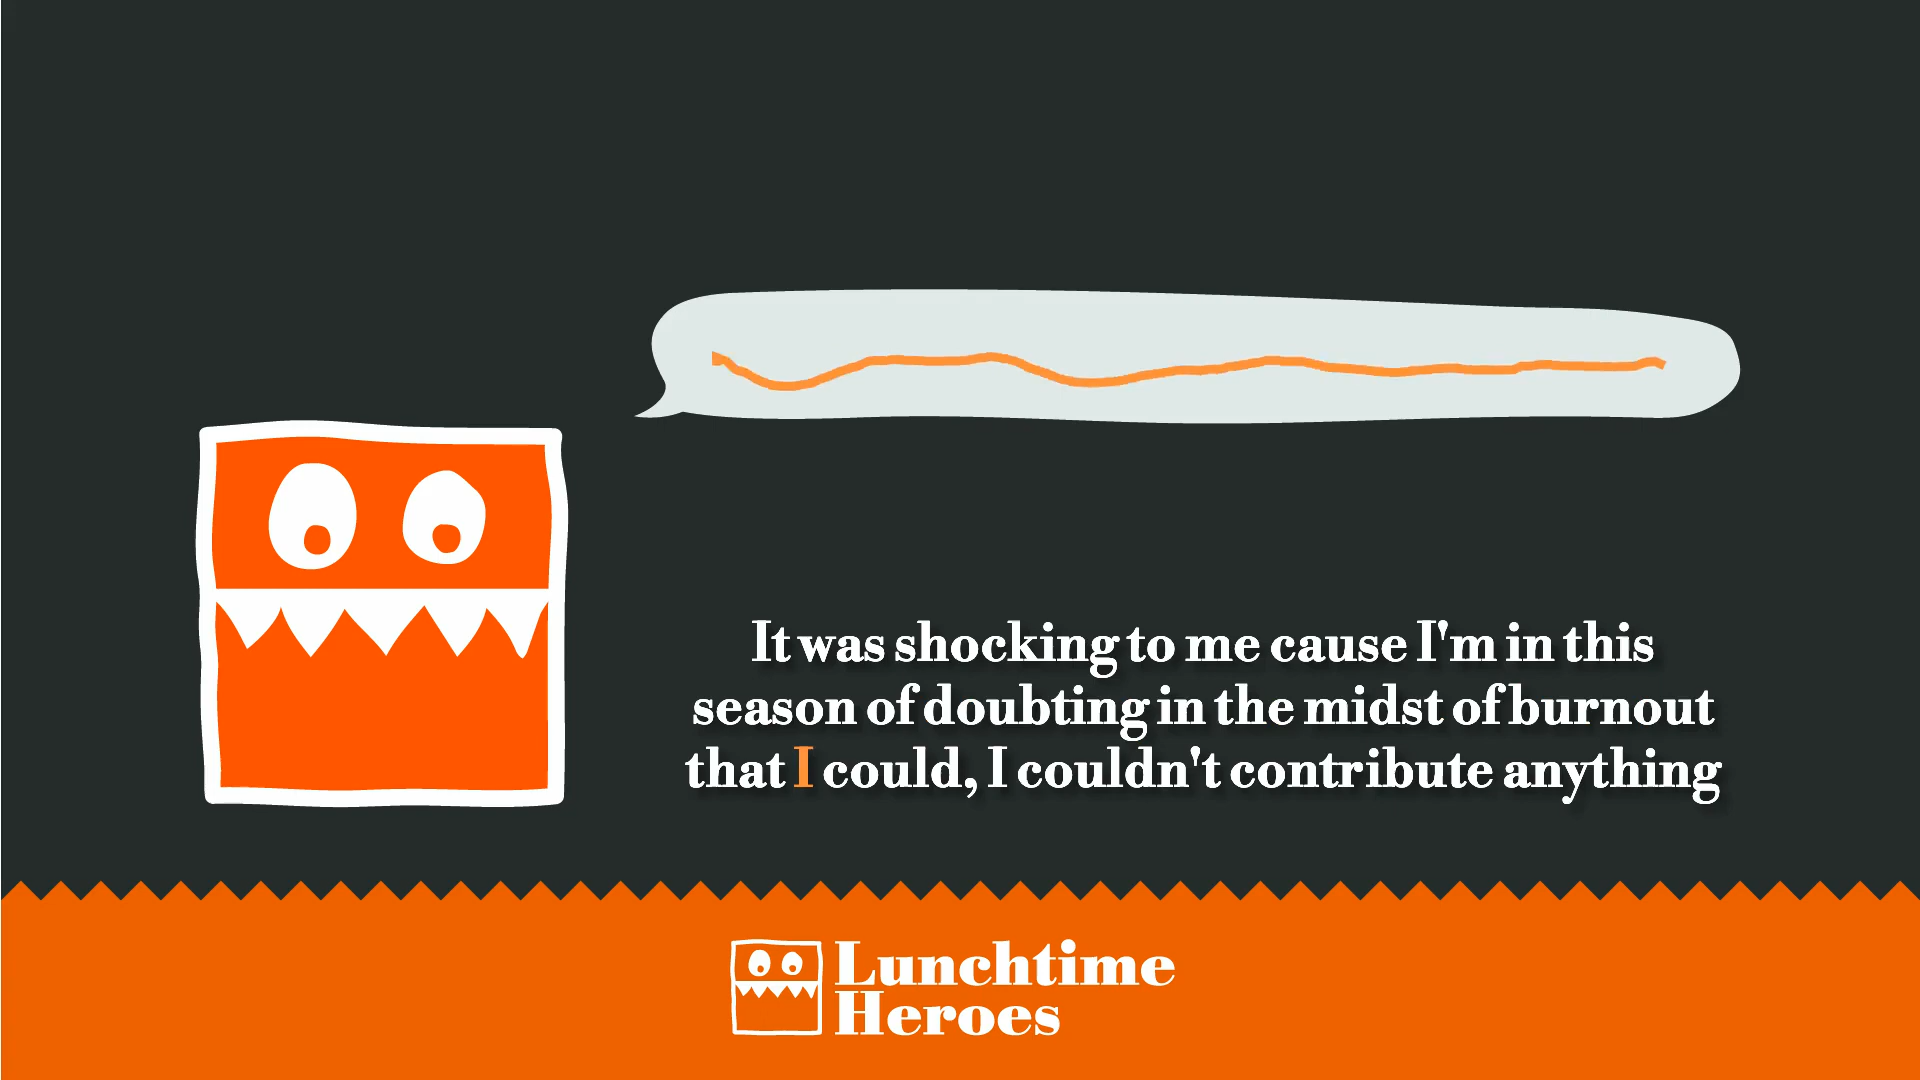 It was shocking to me cause I'm in this
season of doubting in the midst of burnout
that I could, I couldn't contribute anything
Lunchtime
Heroes